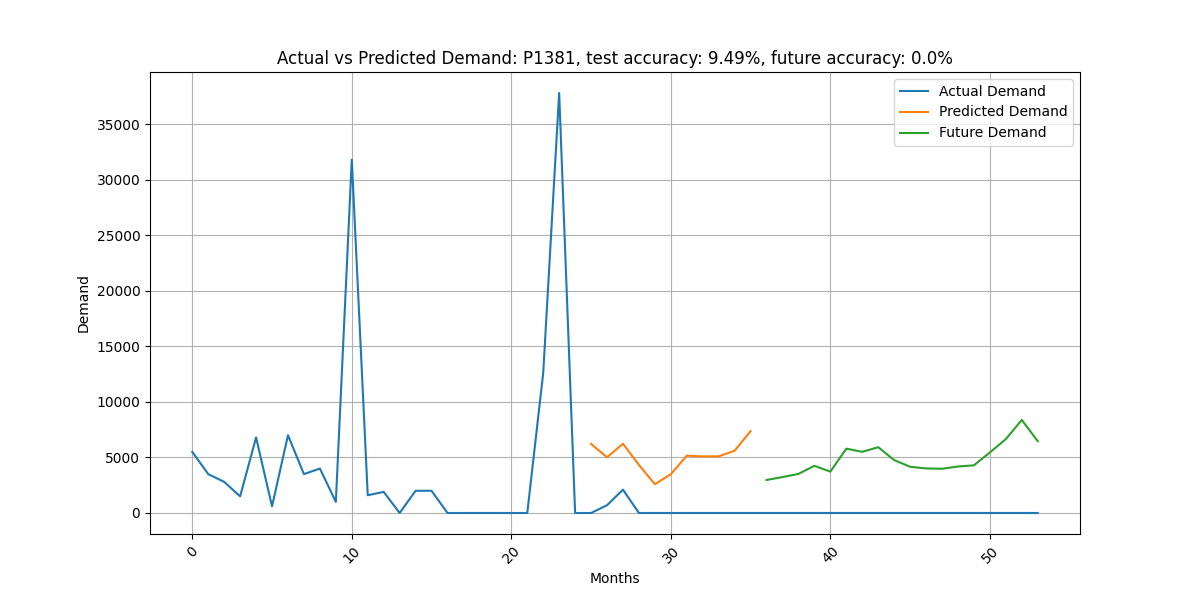 Actual vs Predicted Demand: P1381, test accuracy: 9.49%, future accuracy: 0.0%
Actual Demand
Predicted Demand
Future Demand
35000
30000
25000
20000
15000
10000
5000
0
Demand
0
10
20
30
40
50
Months